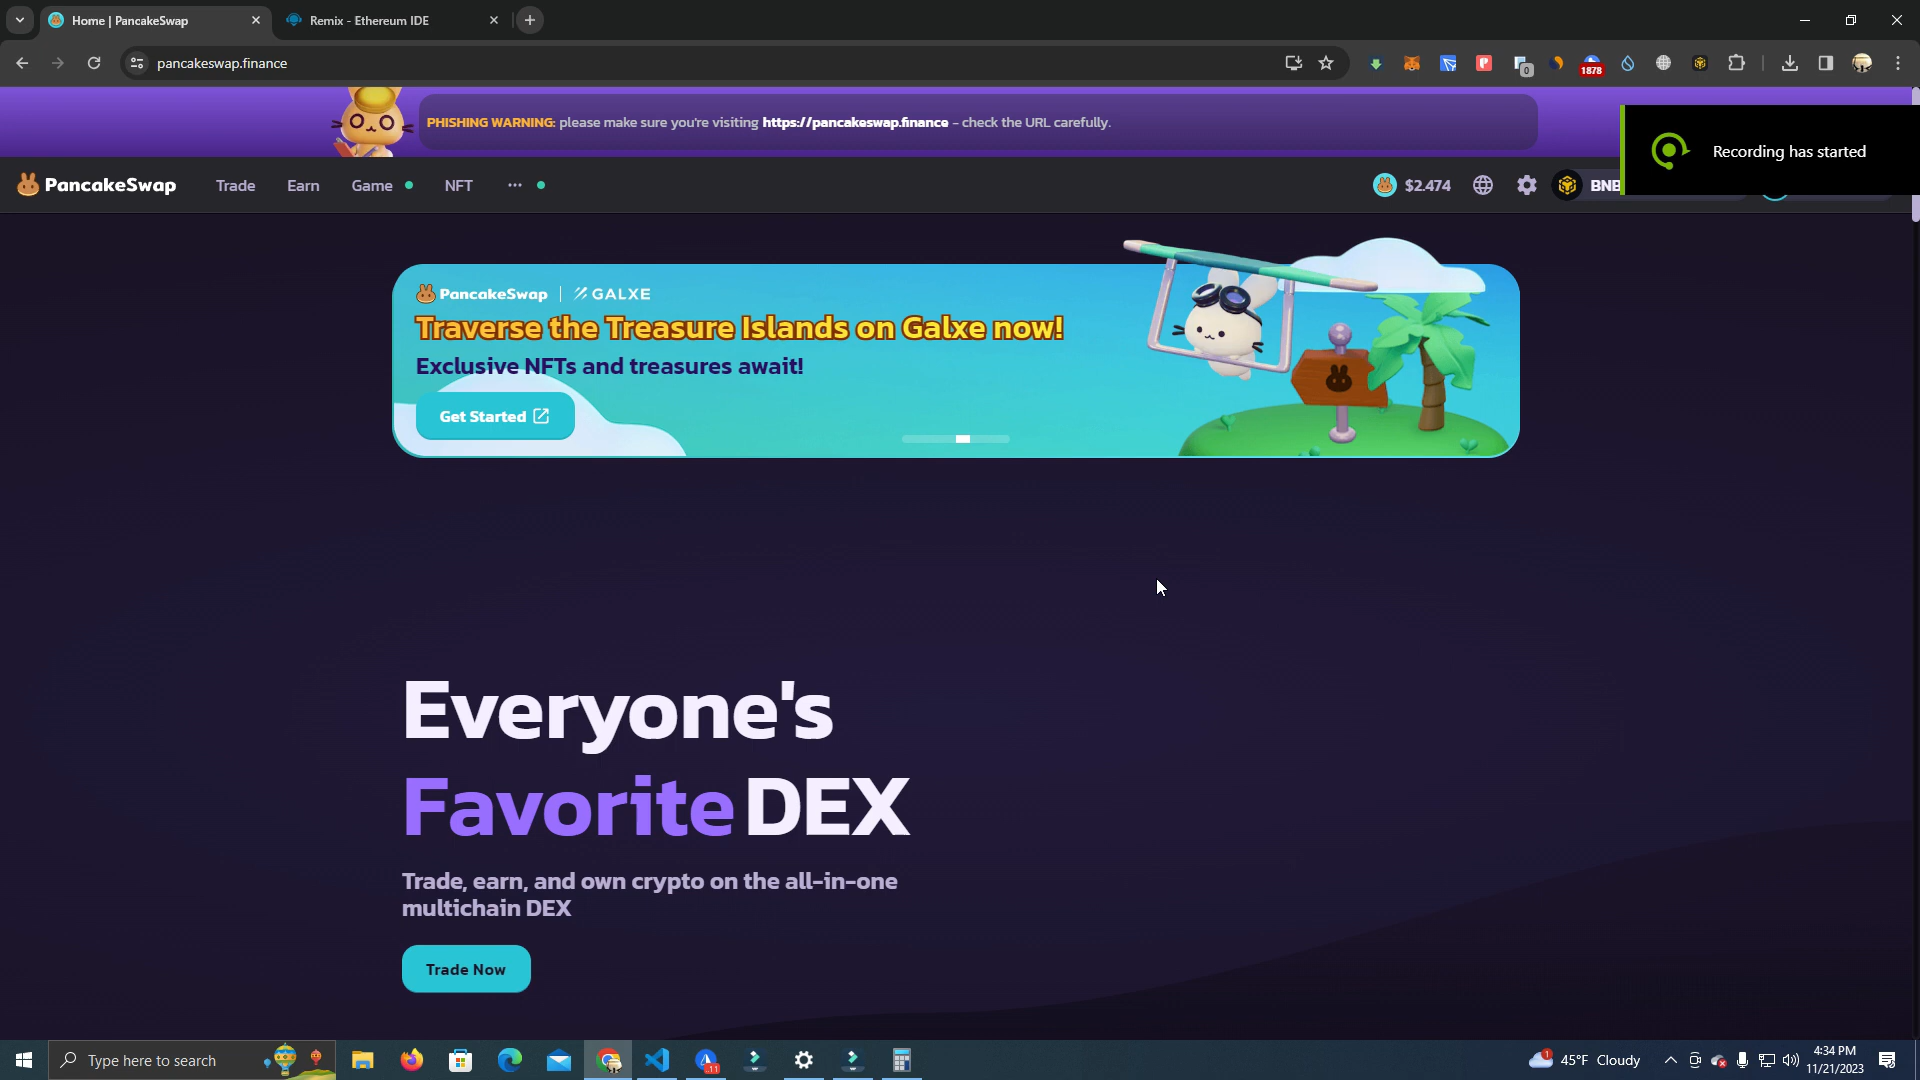 Home | PancakeSwap
Remix - Ethereum IDE
pancakeswap.finance
0
1878
PHISHING WARNING: please make sure you're visiting https://pancakeswap.finance - check the URL carefully.
Recording has started
PancakeSwap
Trade
Earn
Game
NFT
$2.474
BNB
PancakeSwap | GALXE
Traverse the Treasure Islands on Galxe now!
Exclusive NFTs and treasures await!
Get Started
Everyone's
Favorite DEX
Trade, earn, and own crypto on the all-in-one
multichain DEX
Trade Now
Type here to search
11
1
45°F Cloudy
4:34 PM
11/21/2023